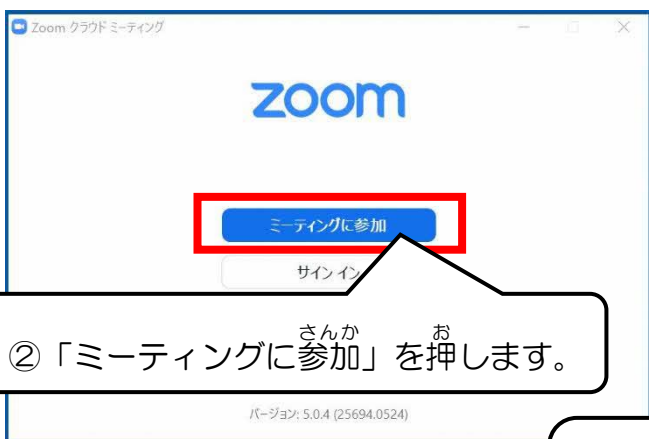 Zoom クラウド ミーティング
zoom
ミーティングに参加
サイン イン
さんか お
②「ミーティングに参加」を押します。
バージョン: 5.0.4 (25694.0524)